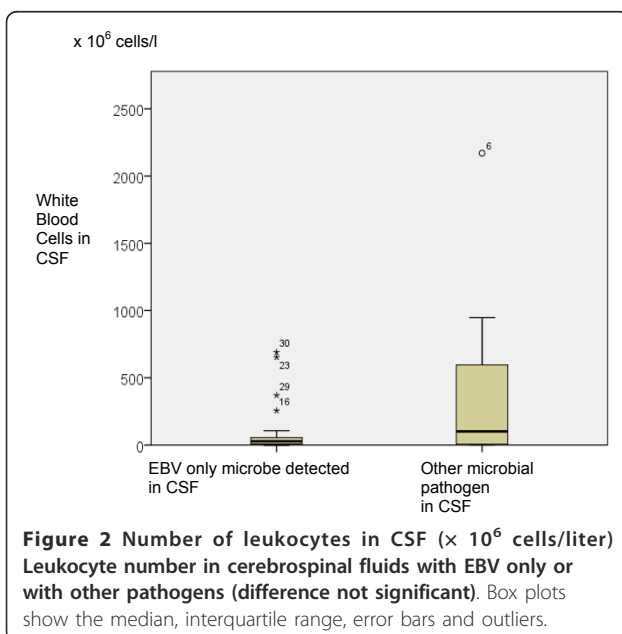 x 10⁶ cells/l
2500
2000
White
Blood
Cells in
CSF
1500
1000
500
0
30
23
29
16
6
EBV only microbe detected
in CSF
Other microbial
pathogen
in CSF
Figure 2 Number of leukocytes in CSF (× 10⁶ cells/liter)
Leukocyte number in cerebrospinal fluids with EBV only or
with other pathogens (difference not significant). Box plots
show the median, interquartile range, error bars and outliers.